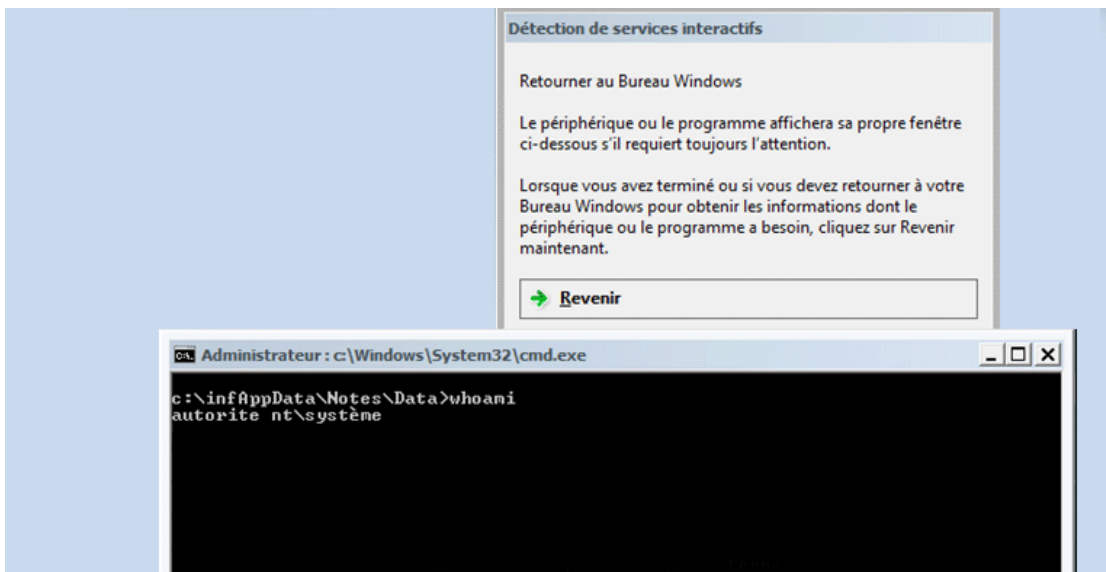 Détection de services interactifs
Retourner au Bureau Windows
Le périphérique ou le programme affichera sa propre fenêtre
ci-dessous s'il requiert toujours l'attention.
Lorsque vous avez terminé ou si vous devez retourner à votre
Bureau Windows pour obtenir les informations dont le
périphérique ou le programme a besoin, cliquez sur Revenir
maintenant.
Revenir
Administrateur : c:\Windows\System32\cmd.exe
c:\infAppData\Notes\Data>whoami
autorite nt\système